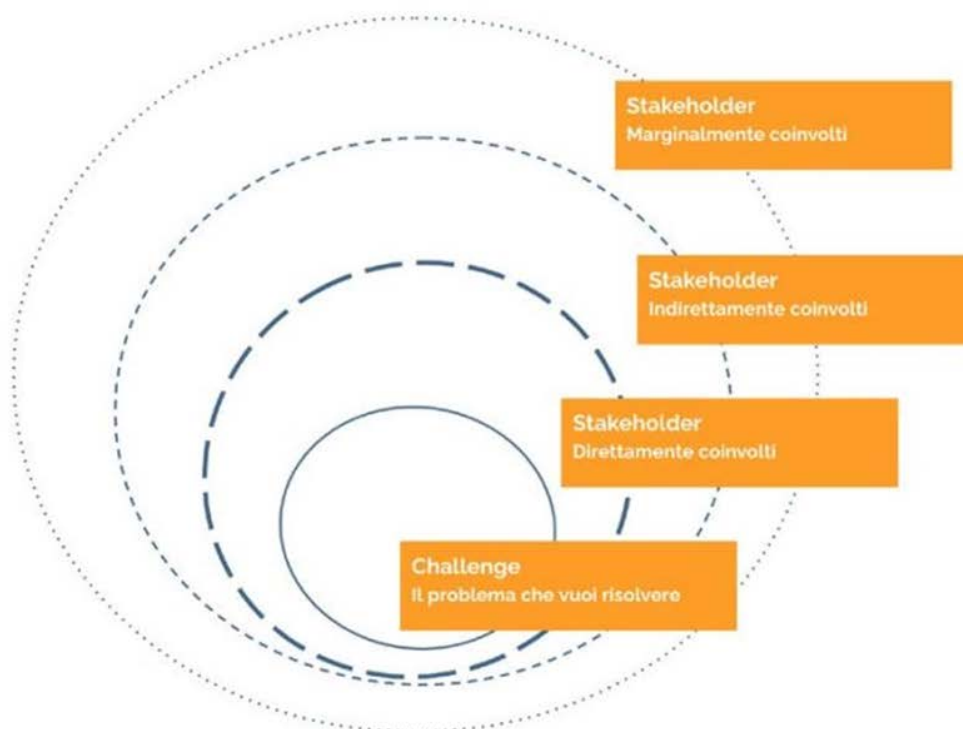 Stakeholder
Marginalmente coinvolti
Stakeholder
Indirettamente coinvolti
Stakeholder
Direttamente coinvolti
Challenge
Il problema che vuoi risolvere